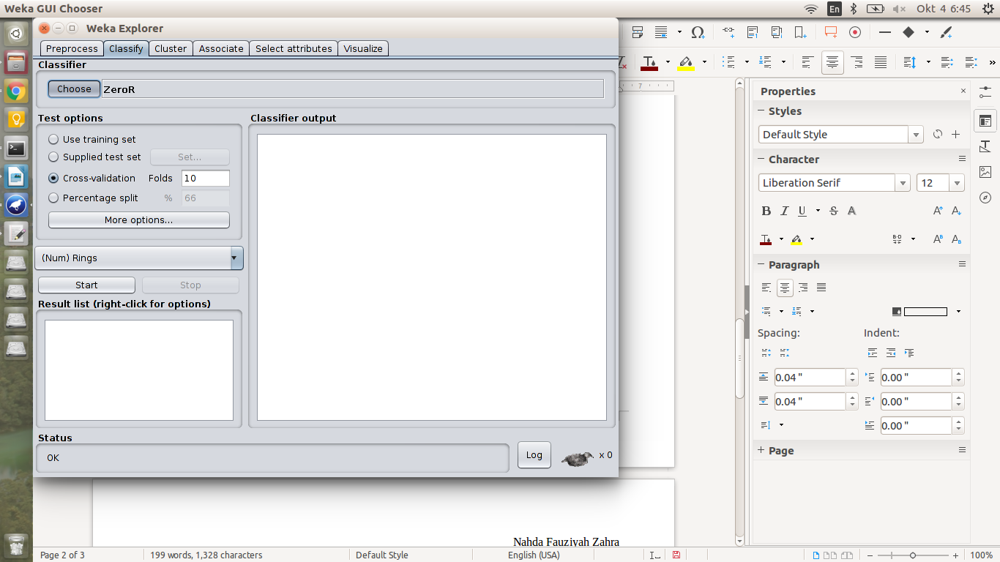 Weka GUI Chooser
En
Okt 4 6:45
Weka Explorer
Preprocess Classify Cluster Associate Select attributes Visualize
Classifier
Choose ZeroR
Test options
Use training set
Supplied test set Set...
Cross-validation Folds 10
Percentage split % 66
More options...
(Num) Rings
Start Stop
Result list (right-click for options)
Classifier output
Status
OK
Log
x 0
7
Properties
Styles
Default Style
Character
Liberation Serif 12
B I U S A
Paragraph
Spacing: Indent:
0.04 " 0.00 "
0.04 " 0.00 "
0.00 "
Page
Nahda Fauziyah Zahra
Page 2 of 3 199 words, 1,328 characters Default Style English (USA) 100%